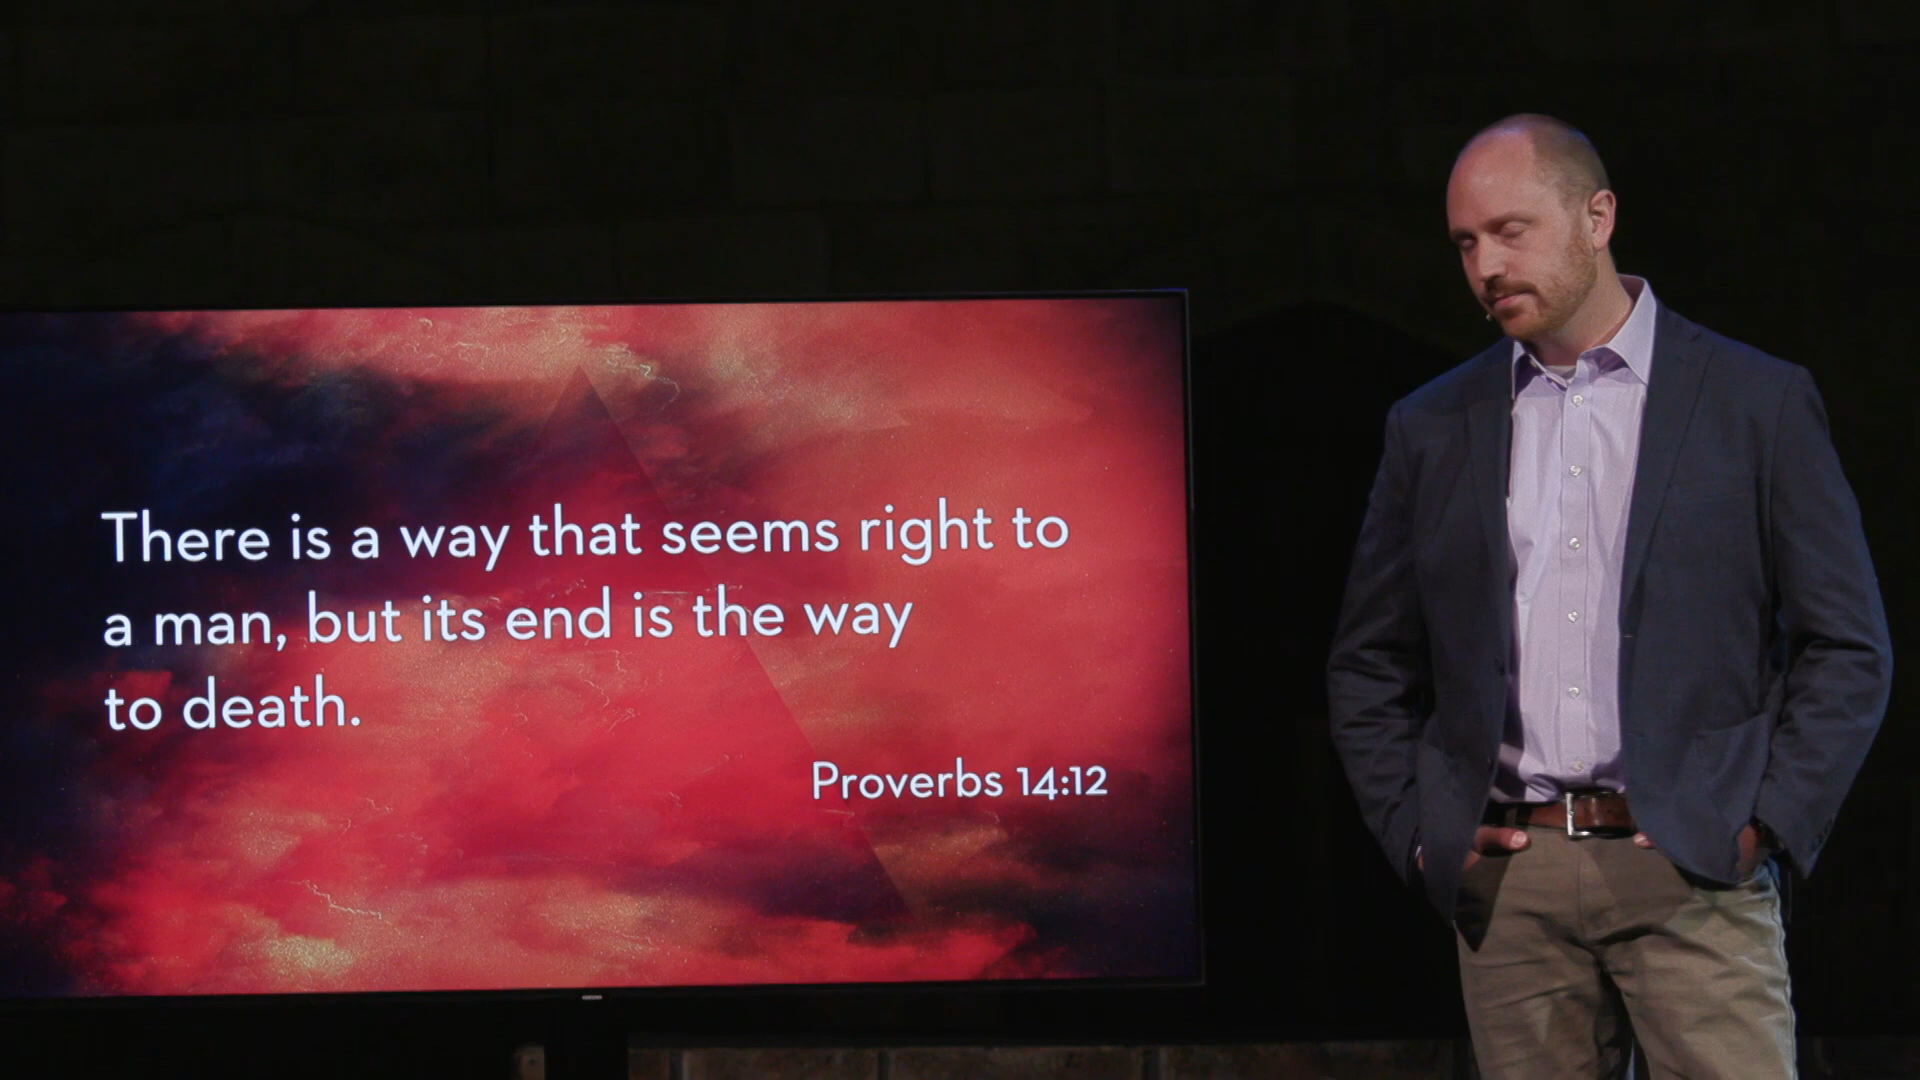 There is a way that seems right to
a man, but its end is the way
to death.
Proverbs 14:12